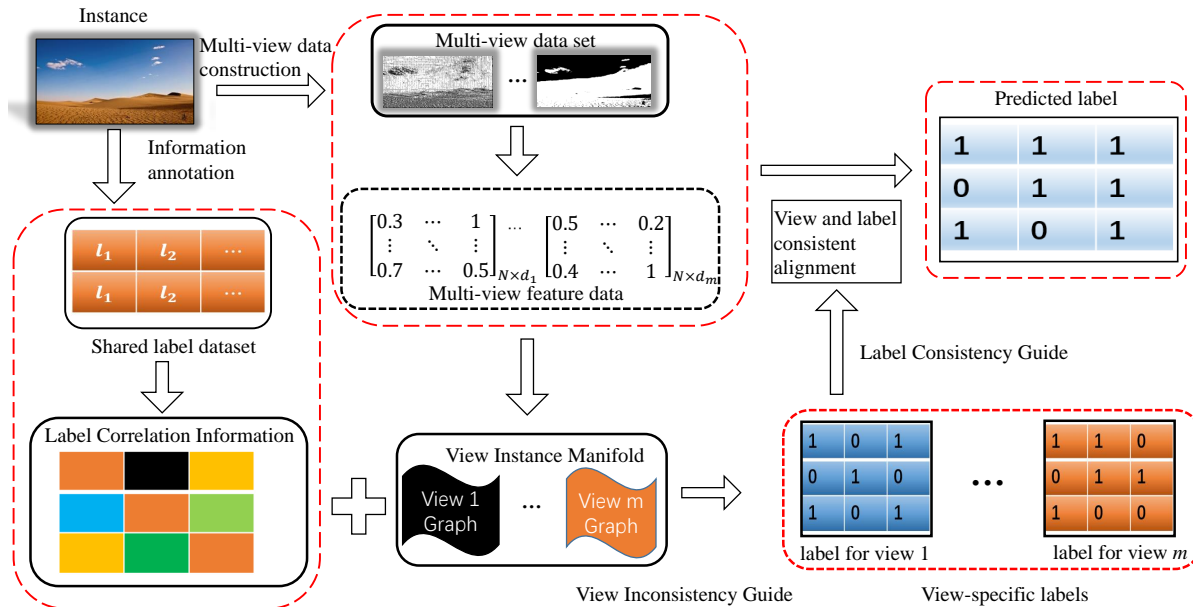 Instance
Multi-view data
construction
Information
annotation
l₁ l₂ ...
l₁ l₂ ...
Shared label dataset
Label Correlation Information
Multi-view data set
...
[0.3 ⋯ 1
⋮ ⋱ ⋮
0.7 ⋯ 0.5] N×d₁
...
[0.5 ⋯ 0.2
⋮ ⋱ ⋮
0.4 ⋯ 1] N×dₘ
Multi-view feature data
View Instance Manifold
View 1
Graph
...
View m
Graph
View Inconsistency Guide
1 0 1
0 1 0
1 0 1
label for view 1
...
1 1 0
0 1 1
1 0 0
label for view m
View-specific labels
Label Consistency Guide
View and label
consistent
alignment
Predicted label
1 1 1
0 1 1
1 0 1